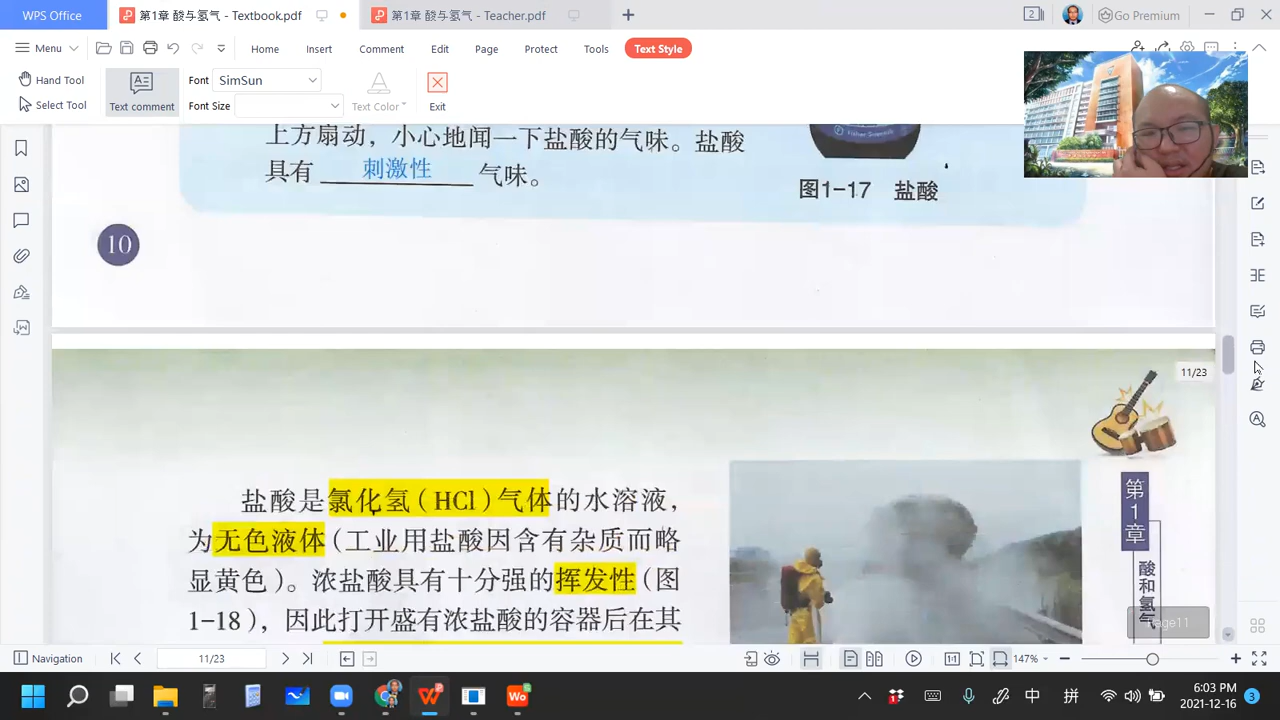 WPS Office
第1章 酸与氢气 - Textbook.pdf
第1章 酸与氢气 - Teacher.pdf
2
Go Premium
Menu
Home
Insert
Comment
Edit
Page
Protect
Tools
Text Style
Hand Tool
Select Tool
Text comment
Font
SimSun
Font Size
Text Color
Exit
上方扇动，小心地闻一下盐酸的气味。盐酸
具有 刺激性 气味。
图1-17 盐酸
10
11/23
盐酸是氯化氢（HCl）气体的水溶液，
为无色液体（工业用盐酸因含有杂质而略
显黄色）。浓盐酸具有十分强的挥发性（图
1-18），因此打开盛有浓盐酸的容器后在其
第1章
酸和氢气
Page11
Navigation
11/23
147%
中
拼
6:03 PM
2021-12-16
3